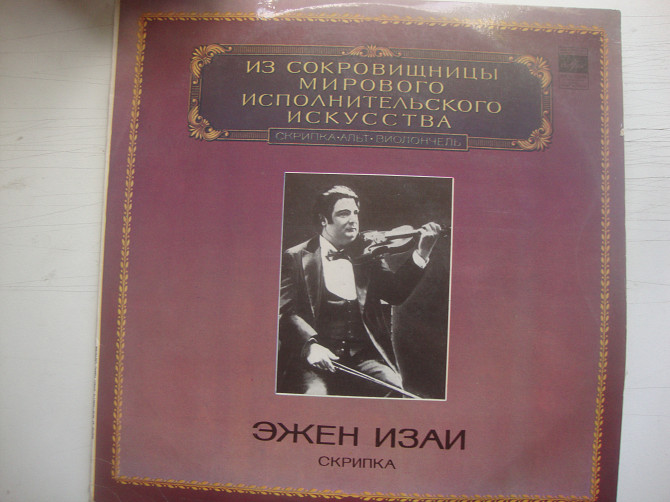 ИЗ СОКРОВИЩНИЦЫ
МИРОВОГО
ИСПОЛНИТЕЛЬСКОГО
ИСКУССТВА
СКРИПКА•АЛЬТ•ВИОЛОНЧЕЛЬ
ЭЖЕН ИЗАИ
СКРИПКА